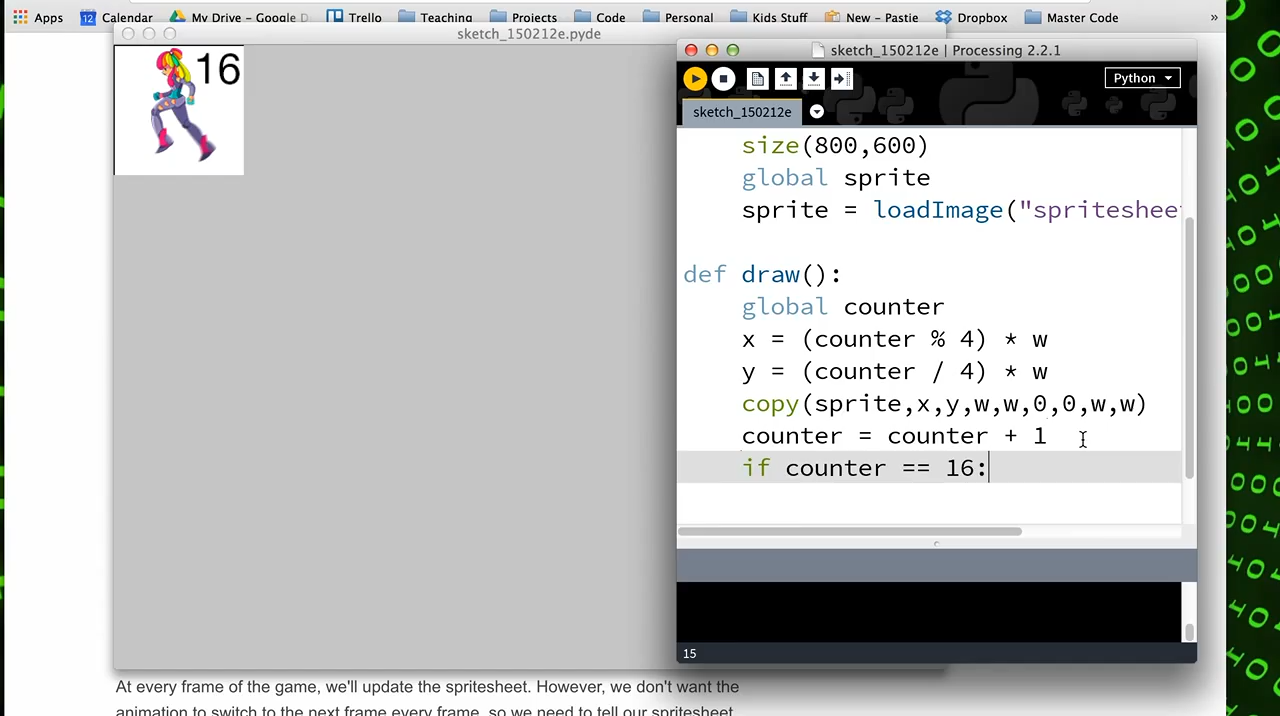 Apps 12 Calendar My Drive - Google D Trello Teaching Projects Code Personal Kids Stuff New - Pastie Dropbox Master Code »
sketch_150212e.pyde
16
sketch_150212e | Processing 2.2.1
Python
sketch_150212e
size(800,600)
global sprite
sprite = loadImage("spriteshee
def draw():
global counter
x = (counter % 4) * w
y = (counter / 4) * w
copy(sprite,x,y,w,w,0,0,w,w)
counter = counter + 1
if counter == 16:
15
At every frame of the game, we'll update the spritesheet. However, we don't want the
animation to switch to the next frame every frame, so we need to tell our spritesheet